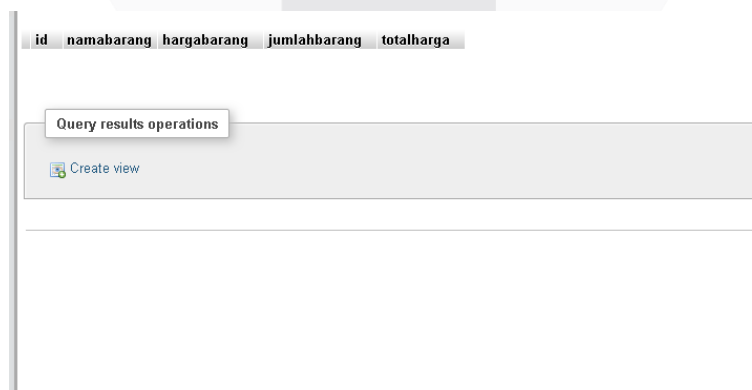 id namabarang hargabarang jumlahbarang totalharga
Query results operations
Create view